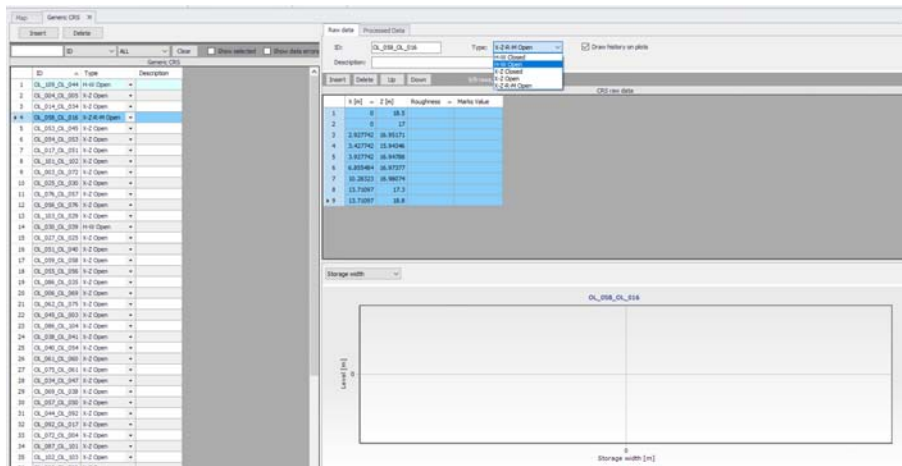 Map Generic CRS
Insert Delete
ID ALL Clear Show selected Show data errors
Generic CRS
ID Type Description
1 OL_109_OL_044 H-W Open
2 OL_004_OL_005 X-Z Open
3 OL_014_OL_034 X-Z Open
4 OL_058_OL_016 X-Z-R-M Open
5 OL_053_OL_045 X-Z Open
6 OL_054_OL_053 X-Z Open
7 OL_017_OL_051 X-Z Open
8 OL_101_OL_102 X-Z Open
9 OL_003_OL_072 X-Z Open
10 OL_025_OL_030 X-Z Open
11 OL_076_OL_057 X-Z Open
12 OL_058_OL_076 X-Z Open
13 OL_103_OL_029 X-Z Open
14 OL_030_OL_039 H-W Open
15 OL_027_OL_025 X-Z Open
16 OL_051_OL_040 X-Z Open
17 OL_059_OL_058 X-Z Open
18 OL_055_OL_056 X-Z Open
19 OL_086_OL_035 X-Z Open
20 OL_006_OL_069 X-Z Open
21 OL_062_OL_075 X-Z Open
22 OL_045_OL_003 X-Z Open
23 OL_086_OL_104 X-Z Open
24 OL_038_OL_041 X-Z Open
25 OL_040_OL_054 X-Z Open
26 OL_061_OL_060 X-Z Open
27 OL_075_OL_061 X-Z Open
28 OL_034_OL_047 X-Z Open
29 OL_069_OL_038 X-Z Open
30 OL_057_OL_050 X-Z Open
31 OL_044_OL_092 X-Z Open
32 OL_092_OL_017 X-Z Open
33 OL_072_OL_004 X-Z Open
34 OL_087_OL_101 X-Z Open
35 OL_102_OL_103 X-Z Open
Raw data Processed Data
ID: OL_058_OL_016 Type: X-Z-R-M Open Draw history on plots
Description:
H-W Closed
H-W Open
X-Z Closed
X-Z Open
X-Z-R-M Open
Insert Delete Up Down 9/9 rows
CRS raw data
X [m] Z [m] Roughness Marks Value
1 0 18.5
2 0 17
3 2.927742 16.95171
4 3.427742 15.94346
5 3.927742 16.94788
6 6.855484 16.97377
7 10.28323 16.98074
8 13.71097 17.3
9 13.71097 18.8
Storage width
OL_058_OL_016
Level [m]
0
0
Storage width [m]